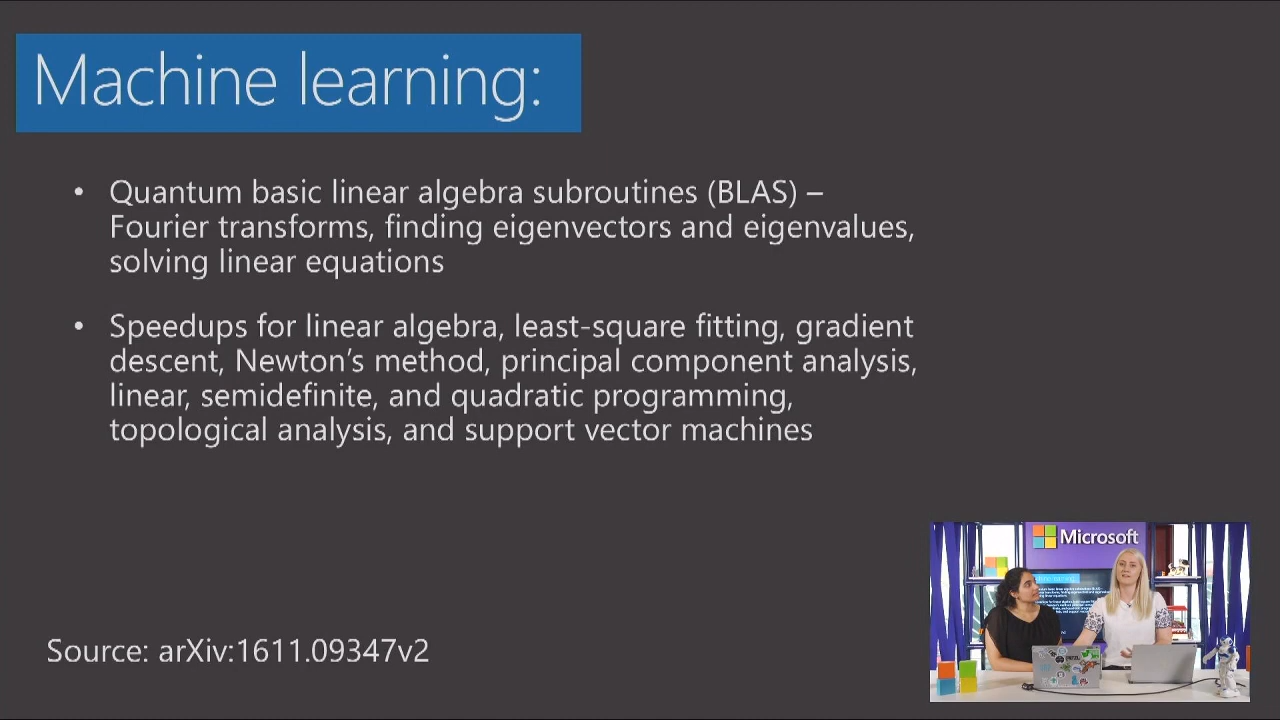 Machine learning:
• Quantum basic linear algebra subroutines (BLAS) –
Fourier transforms, finding eigenvectors and eigenvalues,
solving linear equations
• Speedups for linear algebra, least-square fitting, gradient
descent, Newton's method, principal component analysis,
linear, semidefinite, and quadratic programming,
topological analysis, and support vector machines
Source: arXiv:1611.09347v2
Microsoft